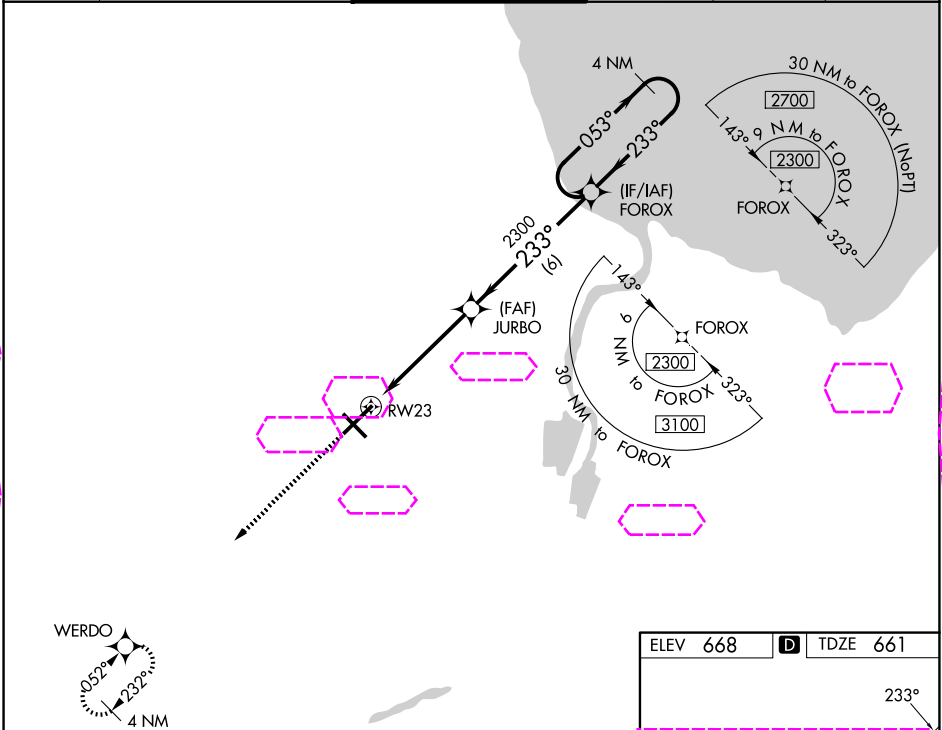 4 NM
053°
233°
(IF/IAF)
FOROX
30 NM to FOROX (NoPT)
2700
143°
9 NM to FOROX
2300
FOROX
323°
2300
233°
(6)
(FAF)
JURBO
143°
FOROX
9 NM to FOROX
2300
323°
30 NM to FOROX
3100
RW23
WERDO
052°
232°
4 NM
ELEV 668 D TDZE 661
233°